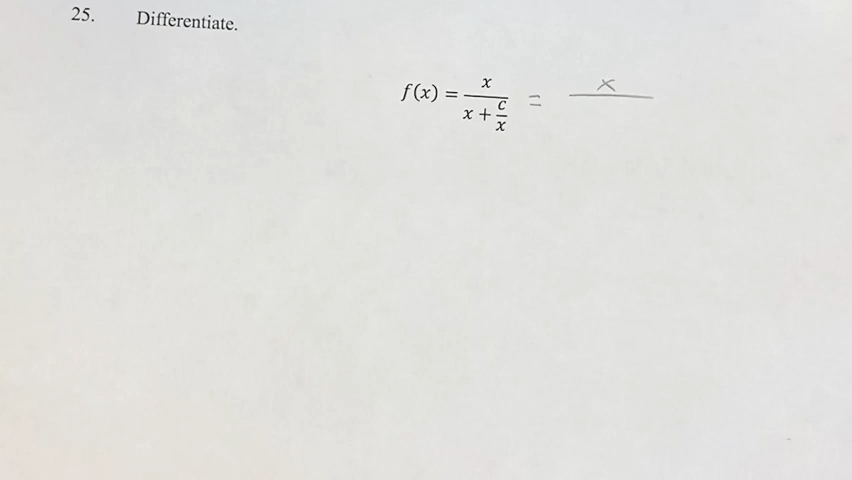 25. Differentiate.
f(x) = x / (x + c/x) = x /